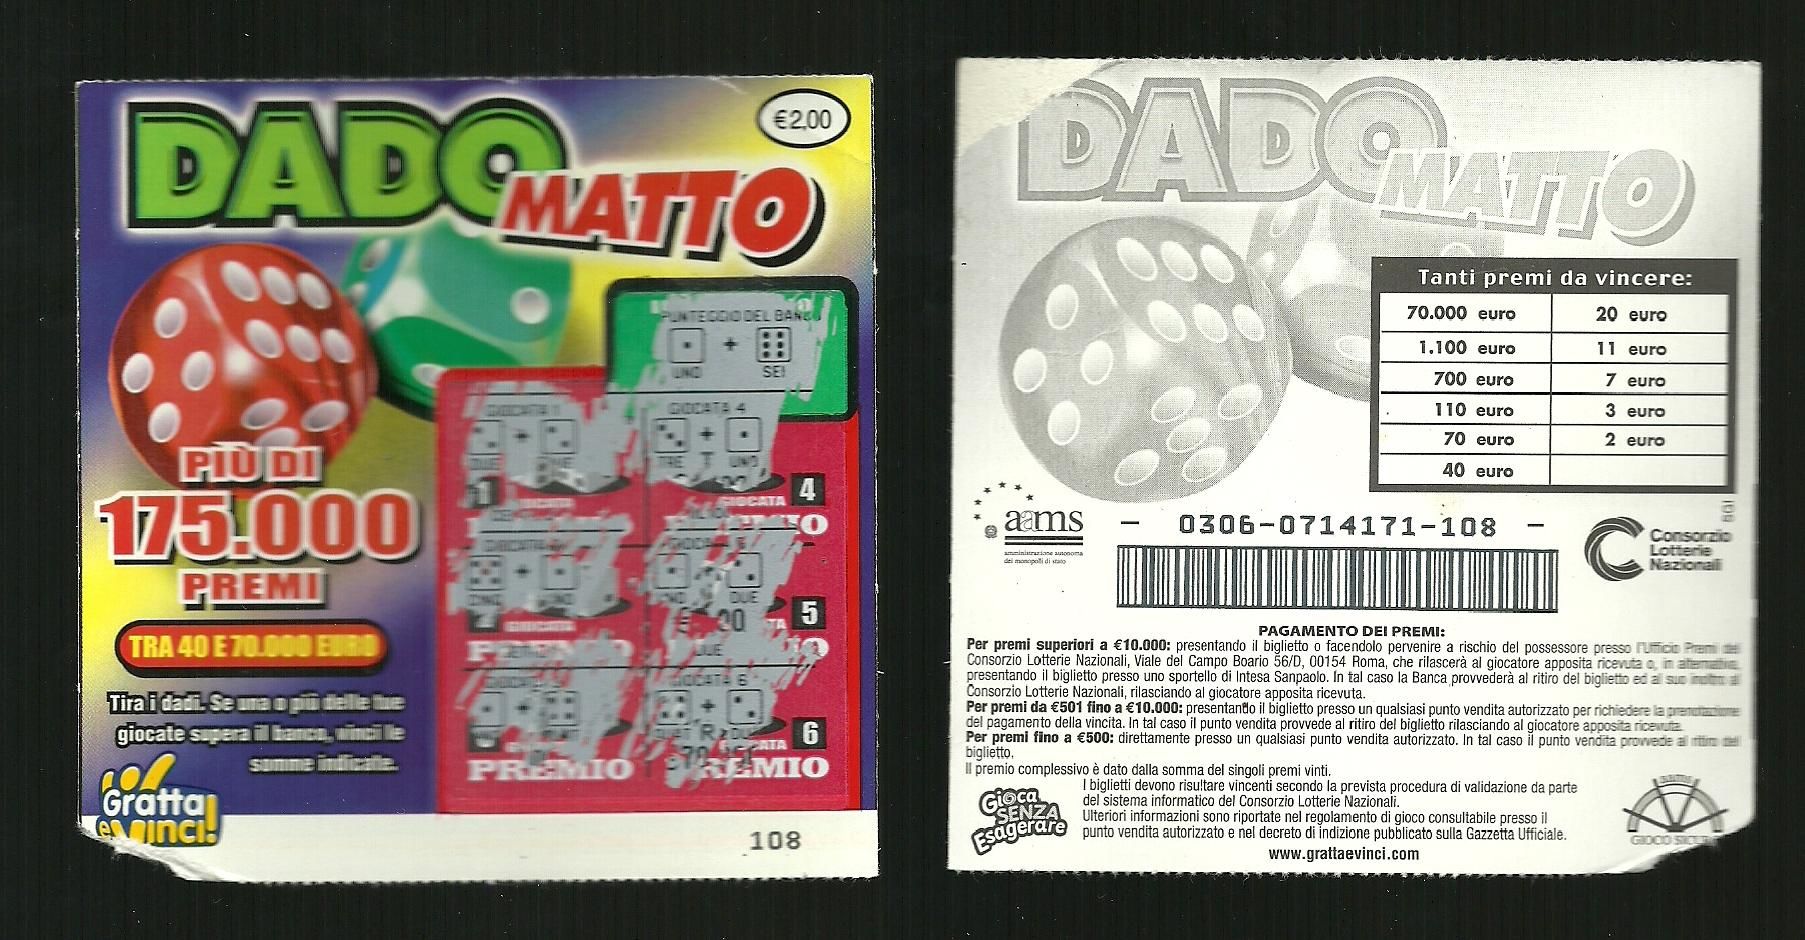 DADO
MATTO
€2,00
PUNTEGGIO DEL BANCO
+
UNO SEI
GIOCATA 1
+
DUE
1
GIOCATA 4
+
TRE UNO
GIOCATA 4
+
UNO
GIOCATA
PREMIO
+
DUE
GIOCATA 5
GIOCATA 6
+
GIOCATA 6
PREMIO
PREMIO
PIÙ DI
175.000
PREMI
TRA 40 E 70.000 EURO
Tira i dadi. Se una o più delle tue
giocate supera il banco, vinci le
somme indicate.
Gratta
e Vinci!
108
DADO
MATTO
Tanti premi da vincere:
70.000 euro 20 euro
1.100 euro 11 euro
700 euro 7 euro
110 euro 3 euro
70 euro 2 euro
40 euro
aams
amministrazione autonoma
dei monopoli di stato
- 0306-0714171-108 -
Consorzio
Lotterie
Nazionali
PAGAMENTO DEI PREMI:
Per premi superiori a €10.000: presentando il biglietto o facendolo pervenire a rischio del possessore presso l'Ufficio Premi del
Consorzio Lotterie Nazionali, Viale del Campo Boario 56/D, 00154 Roma, che rilascerà al giocatore apposita ricevuta o, in alternativa,
presentando il biglietto presso uno sportello di Intesa Sanpaolo. In tal caso la Banca provvederà al ritiro del biglietto ed al suo inoltro al
Consorzio Lotterie Nazionali, rilasciando al giocatore apposita ricevuta.
Per premi da €501 fino a €10.000: presentando il biglietto presso un qualsiasi punto vendita autorizzato per richiedere la prenotazione
del pagamento della vincita. In tal caso il punto vendita provvede al ritiro del biglietto rilasciando al giocatore apposita ricevuta.
Per premi fino a €500: direttamente presso un qualsiasi punto vendita autorizzato. In tal caso il punto vendita provvede al ritiro del
biglietto.
Il premio complessivo è dato dalla somma del singoli premi vinti.
I biglietti devono risultare vincenti secondo la prevista procedura di validazione da parte
del sistema informatico del Consorzio Lotterie Nazionali.
Ulteriori informazioni sono riportate nel regolamento di gioco consultabile presso il
punto vendita autorizzato e nel decreto di indizione pubblicato sulla Gazzetta Ufficiale.
www.grattaevinci.com
Gioca
SENZA
Esagerare
GIOCO SICURO